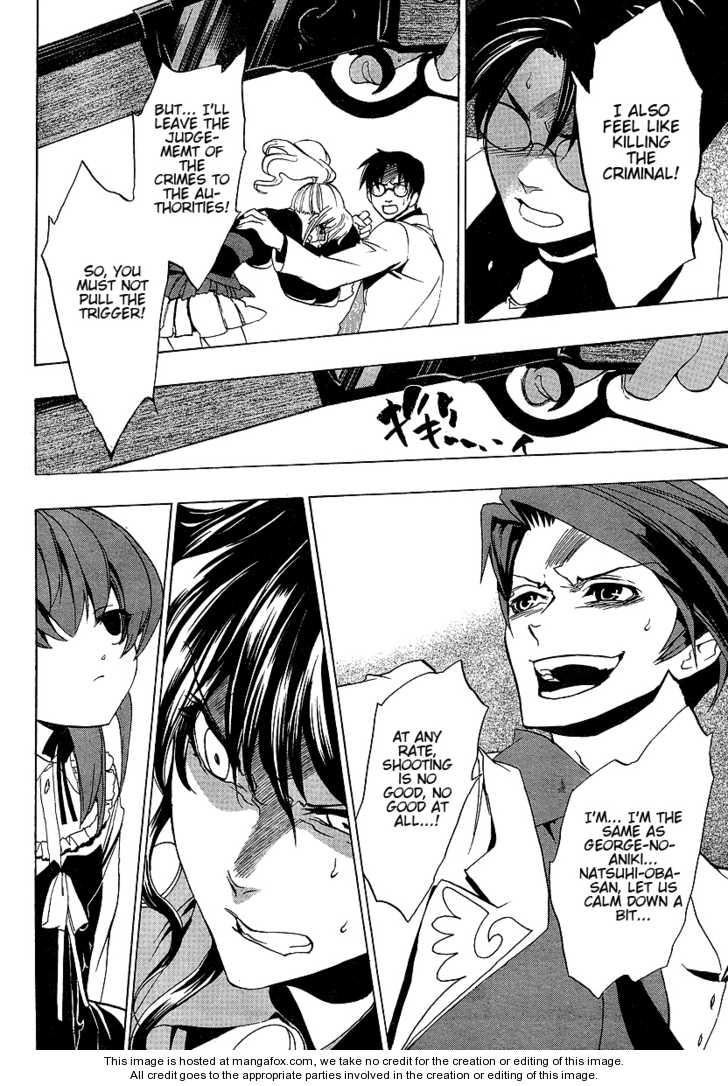 I ALSO
FEEL LIKE
KILLING
THE
CRIMINAL!
BUT... I'LL
LEAVE THE
JUDGE-
MEMT OF
THE
CRIMES TO
THE AU-
THORITIES!
SO, YOU
MUST NOT
PULL THE
TRIGGER!
I'M... I'M THE
SAME AS
GEORGE-NO-
ANIKI...
NATSUHI-OBA-
SAN, LET US
CALM DOWN A
BIT...
AT ANY
RATE,
SHOOTING
IS NO
GOOD, NO
GOOD AT
ALL...!
This image is hosted at mangafox.com, we take no credit for the creation or editing of this image.
All credit goes to the appropriate parties involved in the creation or editing of this image.